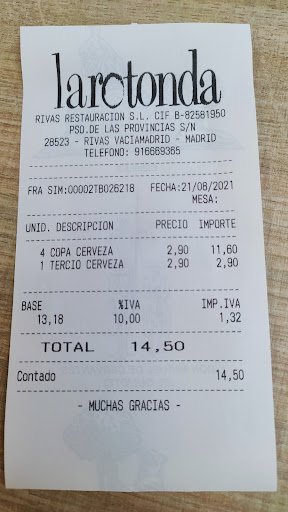 la rotonda
RIVAS RESTAURACION S.L. CIF B-82581950
PSO.DE LAS PROVINCIAS S/N
28523 - RIVAS VACIAMADRID - MADRID
TELEFONO: 916669365
FRA SIM:00002TB026218 FECHA:21/08/2021
MESA:
UNID. DESCRIPCION PRECIO IMPORTE
4 COPA CERVEZA 2,90 11,60
1 TERCIO CERVEZA 2,90 2,90
BASE %IVA IMP.IVA
13,18 10,00 1,32
TOTAL 14,50
Contado 14,50
- MUCHAS GRACIAS -